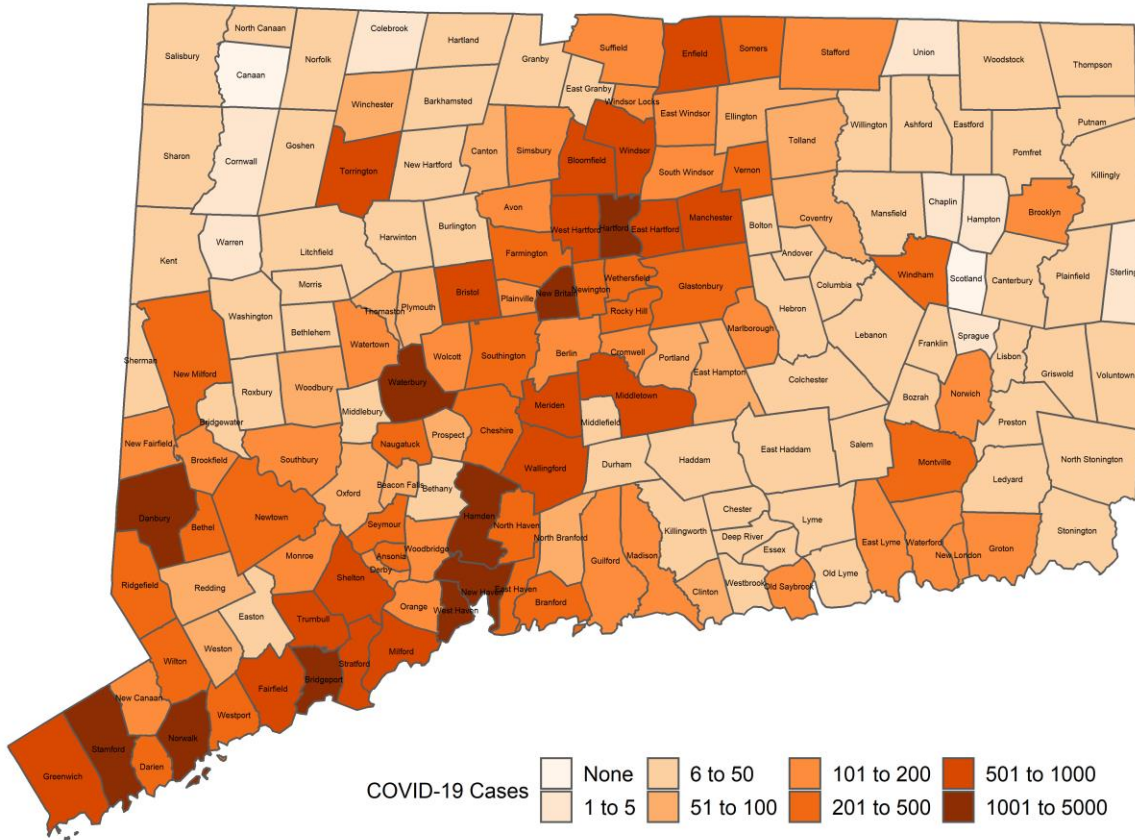 North Canaan
Colebrook
Hartland
Suffield
Enfield
Somers
Stafford
Union
Woodstock
Thompson
Salisbury
Canaan
Norfolk
Granby
East Granby
Winchester
Barkhamsted
Windsor Locks
East Windsor
Ellington
Willington
Ashford
Eastford
Putnam
Sharon
Cornwall
Goshen
Torrington
New Hartford
Canton
Simsbury
Bloomfield
Windsor
South Windsor
Vernon
Tolland
Pomfret
Killingly
Avon
West Hartford
Hartford
East Hartford
Manchester
Bolton
Coventry
Mansfield
Chaplin
Hampton
Brooklyn
Kent
Warren
Litchfield
Harwinton
Burlington
Farmington
Andover
Columbia
Windham
Scotland
Canterbury
Plainfield
Sterling
Morris
Bristol
Plainville
New Britain
Newington
Wethersfield
Rocky Hill
Glastonbury
Hebron
Washington
Bethlehem
Thomaston
Plymouth
Marlborough
Lebanon
Franklin
Sprague
Lisbon
Griswold
Voluntown
Sherman
New Milford
Watertown
Wolcott
Southington
Berlin
Cromwell
Portland
East Hampton
Colchester
Bozrah
Norwich
Preston
Roxbury
Woodbury
Waterbury
Middlebury
Cheshire
Meriden
Middletown
Middlefield
Bridgewater
New Fairfield
Brookfield
Southbury
Naugatuck
Prospect
Wallingford
Durham
Haddam
East Haddam
Salem
Montville
Ledyard
North Stonington
Danbury
Bethel
Newtown
Oxford
Beacon Falls
Bethany
Hamden
North Haven
North Branford
Guilford
Madison
Killingworth
Chester
Deep River
Essex
Lyme
East Lyme
Waterford
New London
Groton
Stonington
Ridgefield
Redding
Monroe
Seymour
Ansonia
Derby
Woodbridge
New Haven
East Haven
Branford
Clinton
Westbrook
Old Saybrook
Old Lyme
Easton
Shelton
Orange
West Haven
Wilton
Weston
Trumbull
Stratford
Milford
New Canaan
Westport
Fairfield
Bridgeport
Greenwich
Stamford
Darien
Norwalk
COVID-19 Cases
None
1 to 5
6 to 50
51 to 100
101 to 200
201 to 500
501 to 1000
1001 to 5000